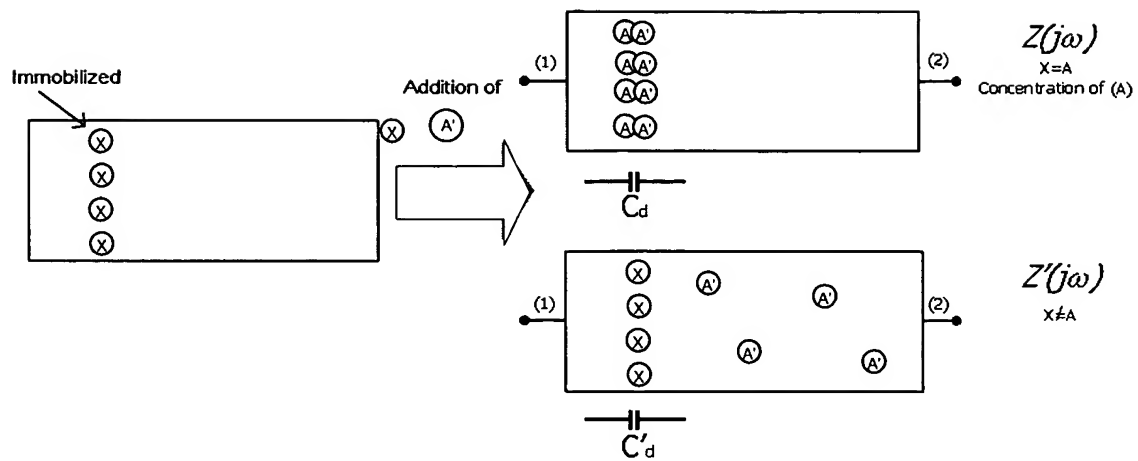 Immobilized
X
X
X
X
Addition of
X A'
(1)
A A'
A A'
A A'
A A'
(2)
Z(jω)
X=A
Concentration of (A)
Cd
(1)
X
X
X
X
A'
A'
A'
A'
(2)
Z'(jω)
X≠A
C'd